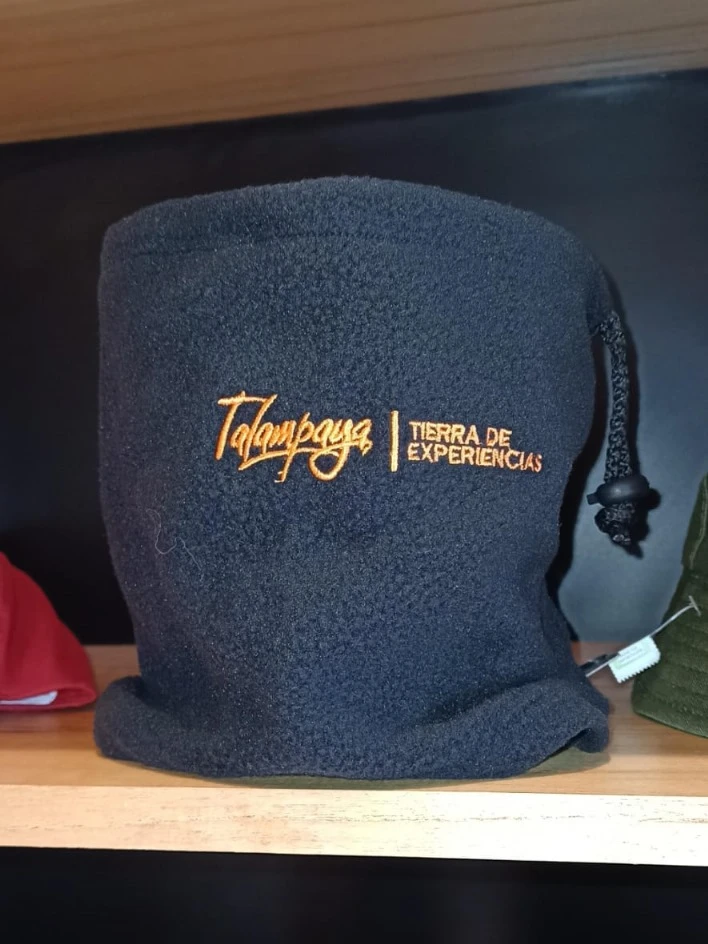 Talampaya
TIERRA DE
EXPERIENCIAS